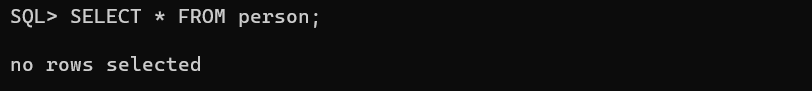 SQL> SELECT * FROM person;
no rows selected